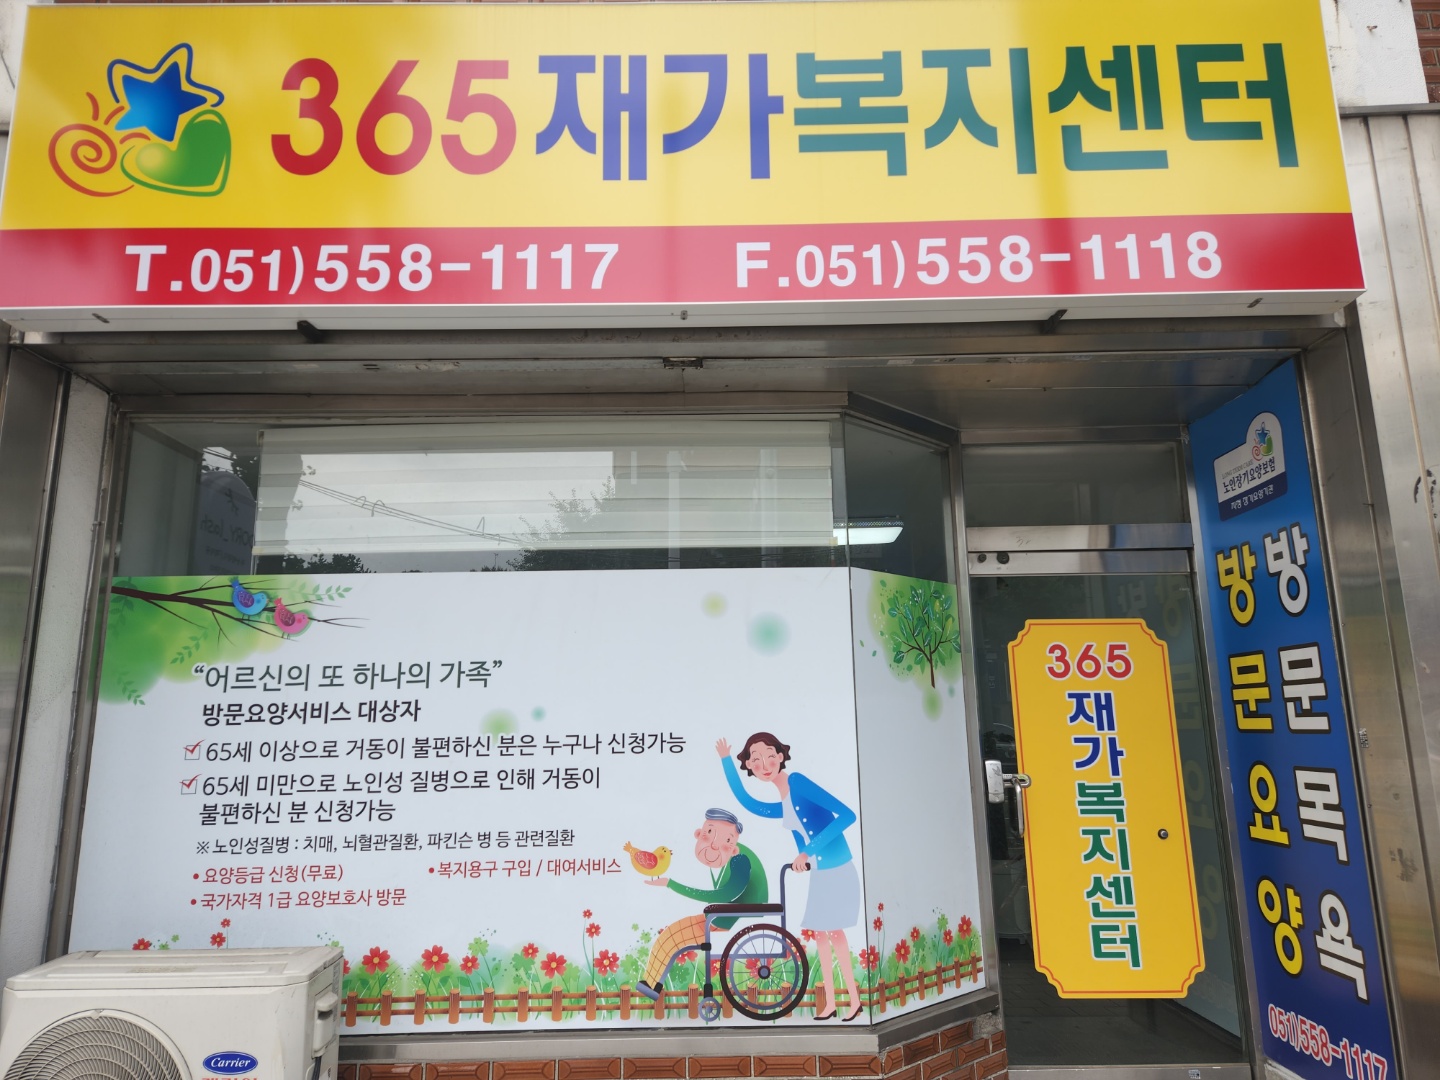 365재가복지센터
T.051)558-1117 F.051)558-1118
“어르신의 또 하나의 가족”
방문요양서비스 대상자
65세 이상으로 거동이 불편하신 분은 누구나 신청가능
65세 미만으로 노인성 질병으로 인해 거동이
불편하신 분 신청가능
※ 노인성질병 : 치매, 뇌혈관질환, 파킨슨 병 등 관련질환
• 요양등급 신청(무료) • 복지용구 구입 / 대여서비스
• 국가자격 1급 요양보호사 방문
365
재가복지센터
노인장기요양보험
지정 장기요양기관
방문요양
방문목욕
051)558-1117
Carrier